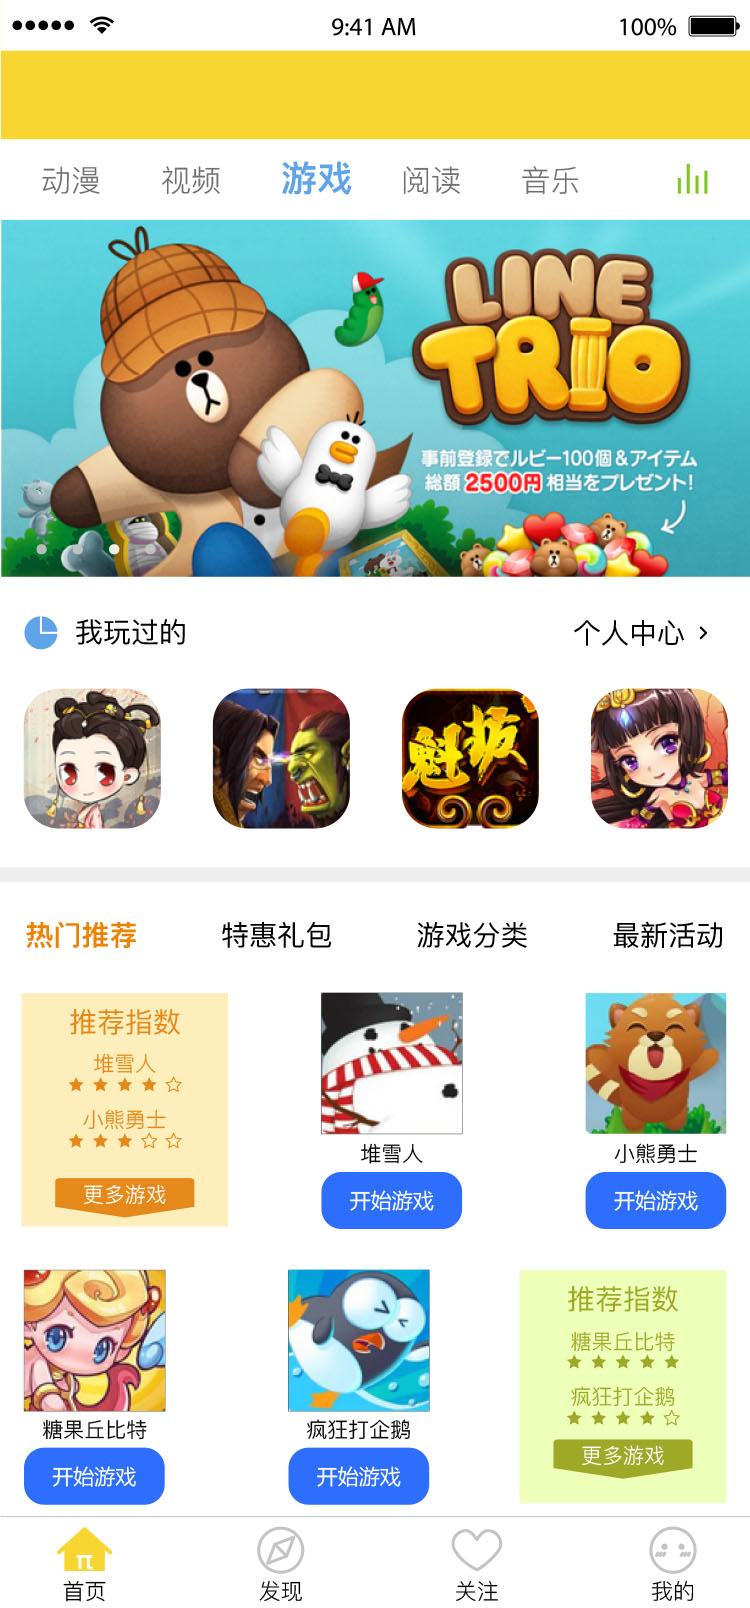 9:41 AM
100%
动漫 视频 游戏 阅读 音乐
LINE
TRIO
事前登録でルビー100個&アイテム
総額2500円相当をプレゼント!
我玩过的
个人中心 >
魁拔
热门推荐 特惠礼包 游戏分类 最新活动
推荐指数
堆雪人
小熊勇士
更多游戏
堆雪人
开始游戏
小熊勇士
开始游戏
糖果丘比特
开始游戏
疯狂打企鹅
开始游戏
推荐指数
糖果丘比特
疯狂打企鹅
更多游戏
π
首页 发现 关注 我的